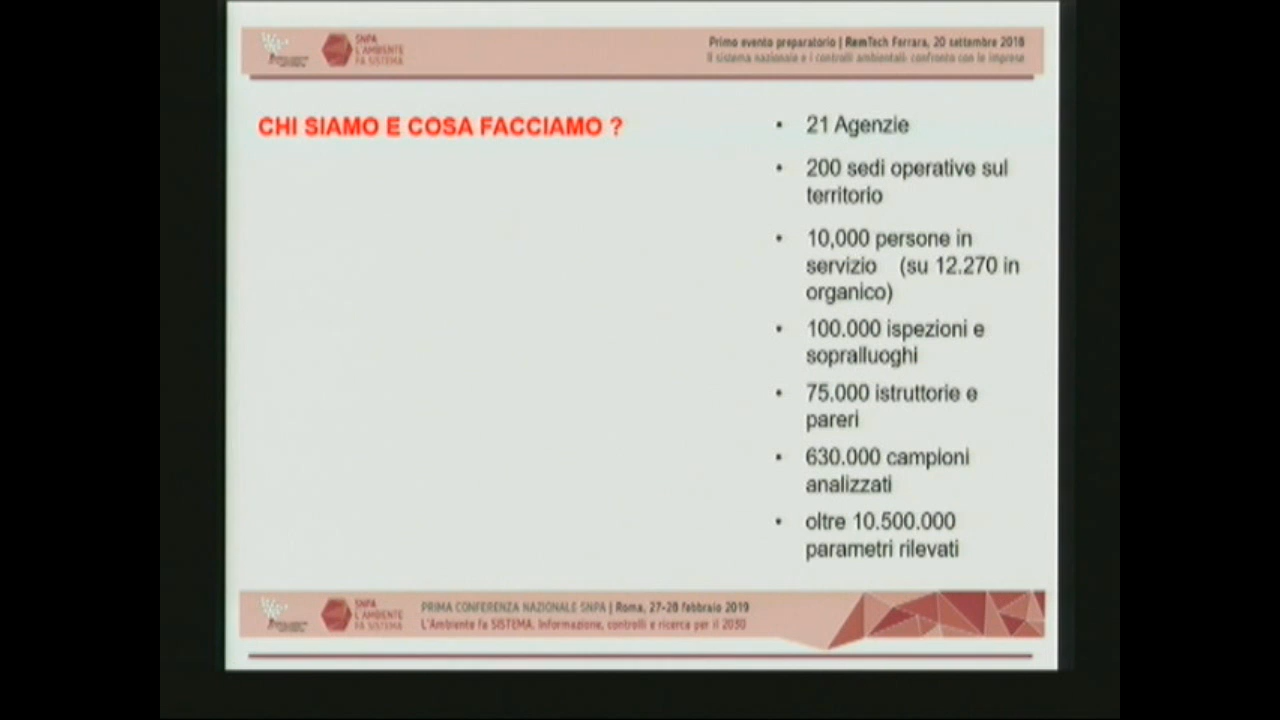 SNPA
L'AMBIENTE
FA SISTEMA
Primo evento preparatorio | RemTech Ferrara, 20 settembre 2018
Il sistema nazionale e i controlli ambientali: confronto con le imprese
CHI SIAMO E COSA FACCIAMO ?
• 21 Agenzie
• 200 sedi operative sul
territorio
• 10,000 persone in
servizio (su 12.270 in
organico)
• 100.000 ispezioni e
sopralluoghi
• 75.000 istruttorie e
pareri
• 630.000 campioni
analizzati
• oltre 10.500.000
parametri rilevati
SNPA
L'AMBIENTE
FA SISTEMA
PRIMA CONFERENZA NAZIONALE SNPA | Roma, 27-28 febbraio 2019
L'Ambiente fa SISTEMA. Informazione, controlli e ricerca per il 2030